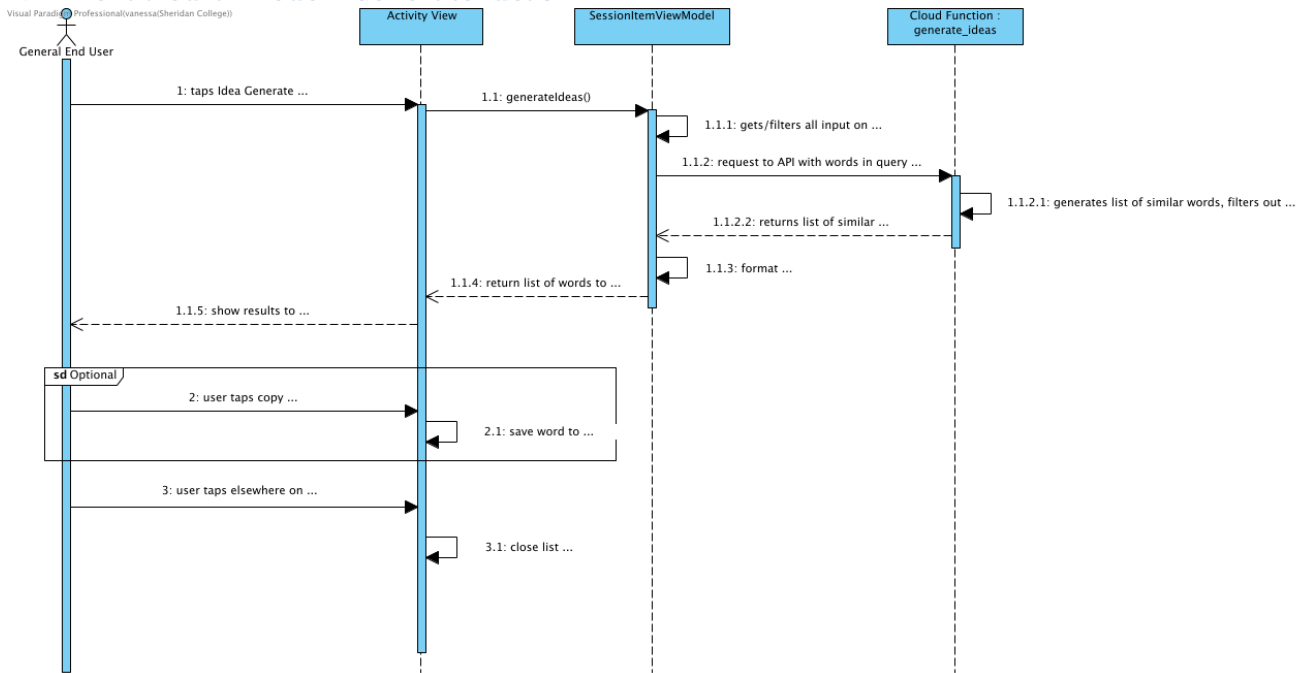 Visual Paradigm Professional(vanessa(Sheridan College))
General End User
Activity View
SessionItemViewModel
Cloud Function :
generate_ideas
1: taps Idea Generate ...
1.1: generateIdeas()
1.1.1: gets/filters all input on ...
1.1.2: request to API with words in query ...
1.1.2.1: generates list of similar words, filters out ...
1.1.2.2: returns list of similar ...
1.1.3: format ...
1.1.4: return list of words to ...
1.1.5: show results to ...
sd Optional
2: user taps copy ...
2.1: save word to ...
3: user taps elsewhere on ...
3.1: close list ...